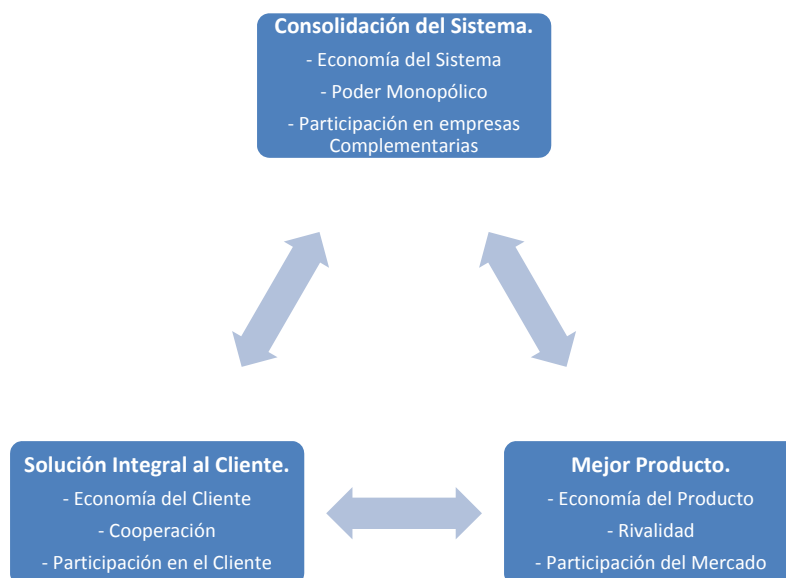 Consolidación del Sistema.
- Economía del Sistema
- Poder Monopólico
- Participación en empresas
Complementarias
Solución Integral al Cliente.
- Economía del Cliente
- Cooperación
- Participación en el Cliente
Mejor Producto.
- Economía del Producto
- Rivalidad
- Participación del Mercado